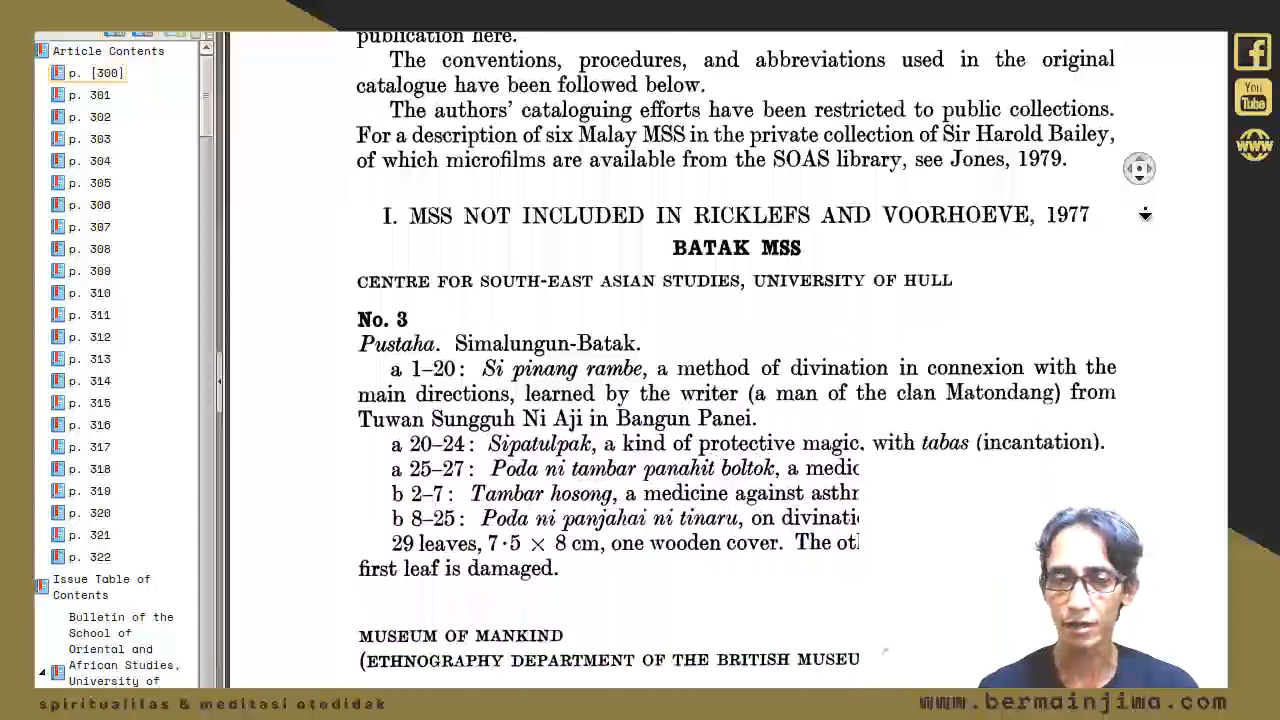 Article Contents
p. [300]
p. 301
p. 302
p. 303
p. 304
p. 305
p. 306
p. 307
p. 308
p. 309
p. 310
p. 311
p. 312
p. 313
p. 314
p. 315
p. 316
p. 317
p. 318
p. 319
p. 320
p. 321
p. 322
Issue Table of
Contents
Bulletin of the
School of
Oriental and
African Studies,
University of
publication here.
The conventions, procedures, and abbreviations used in the original
catalogue have been followed below.
The authors' cataloguing efforts have been restricted to public collections.
For a description of six Malay MSS in the private collection of Sir Harold Bailey,
of which microfilms are available from the SOAS library, see Jones, 1979.
I. MSS NOT INCLUDED IN RICKLEFS AND VOORHOEVE, 1977
BATAK MSS
CENTRE FOR SOUTH-EAST ASIAN STUDIES, UNIVERSITY OF HULL
No. 3
Pustaha. Simalungun-Batak.
a 1–20: Si pinang rambe, a method of divination in connexion with the
main directions, learned by the writer (a man of the clan Matondang) from
Tuwan Sungguh Ni Aji in Bangun Panei.
a 20–24: Sipatulpak, a kind of protective magic, with tabas (incantation).
a 25–27: Poda ni tambar panahit boltok, a
b 2–7: Tambar hosong, a medicine against
b 8–25: Poda ni panjahai ni tinaru, on
29 leaves, 7·5 × 8 cm, one wooden cover. The
first leaf is damaged.
MUSEUM OF MANKIND
(ETHNOGRAPHY DEPARTMENT OF THE BRITISH
You
Tube
WWW
spiritualitas & meditasi otodidak
www.bermainjiwa.com